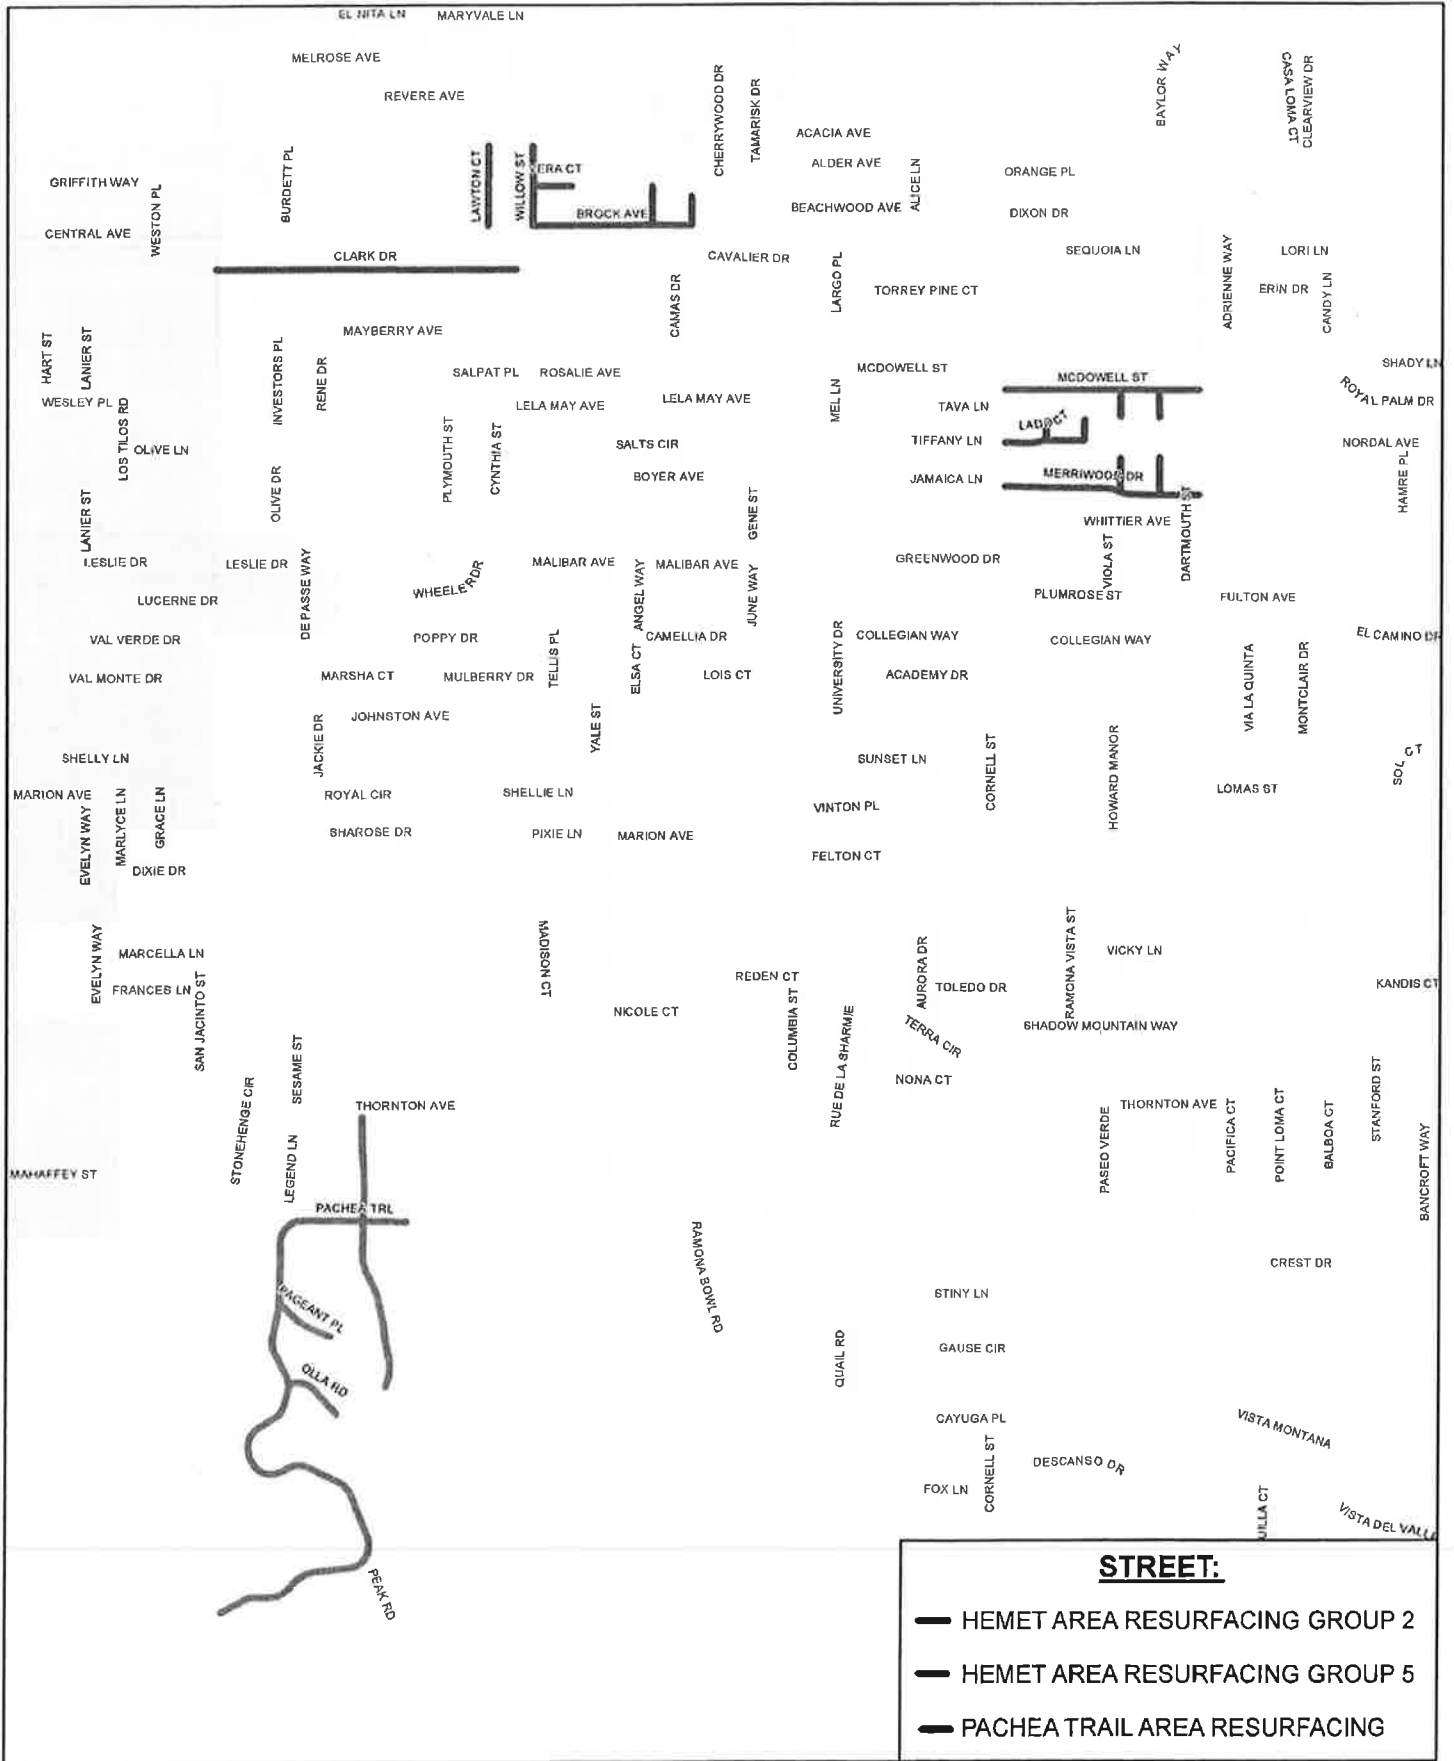 EL NITA LN
MARYVALE LN
MELROSE AVE
REVERE AVE
CHERRYWOOD DR
TAMARISK DR
BAYLOR WAY
CASA LOMA CT
CLEARVIEW DR
ACACIA AVE
ALDER AVE
ALICE LN
ORANGE PL
GRIFFITH WAY
WESTON PL
BURDETT PL
LAWTON CT
WILLOW ST
ERA CT
BROCK AVE
BEACHWOOD AVE
DIXON DR
CENTRAL AVE
CLARK DR
CAVALIER DR
LARGO PL
SEQUOIA LN
ADRIENNE WAY
LORI LN
CAMAS DR
TORREY PINE CT
ERIN DR
CANDY LN
HART ST
LANIER ST
MAYBERRY AVE
INVESTORS PL
RENE DR
SALPAT PL
ROSALIE AVE
MCDOWELL ST
MCDOWELL ST
SHADY LN
ROYAL PALM DR
WESLEY PL
LOS TILOS RD
LELA MAY AVE
LELA MAY AVE
MEL LN
TAVA LN
LADD CT
OLIVE LN
PLYMOUTH ST
CYNTHIA ST
SALTS CIR
TIFFANY LN
NORDAL AVE
OLIVE DR
BOYER AVE
JAMAICA LN
MERRIWOOD DR
HAMRE PL
LANIER ST
GENE ST
WHITTIER AVE
DARTMOUTH ST
LESLIE DR
LESLIE DR
DE PASSE WAY
WHEELER DR
MALIBAR AVE
ANGEL WAY
MALIBAR AVE
JUNE WAY
GREENWOOD DR
VIOLA ST
LUCERNE DR
PLUMROSE ST
FULTON AVE
VAL VERDE DR
POPPY DR
TELLIS PL
CAMELLIA DR
UNIVERSITY DR
COLLEGIAN WAY
COLLEGIAN WAY
EL CAMINO DR
VAL MONTE DR
MARSHA CT
MULBERRY DR
ELSA CT
LOIS CT
ACADEMY DR
VIA LA QUINTA
MONTCLAIR DR
JACKIE DR
JOHNSTON AVE
YALE ST
SHELLY LN
SUNSET LN
CORNELL ST
HOWARD MANOR
SOL CT
MARION AVE
EVELYN WAY
MARLYCE LN
GRACE LN
ROYAL CIR
SHELLIE LN
VINTON PL
LOMAS ST
SHAROSE DR
PIXIE LN
MARION AVE
DIXIE DR
FELTON CT
EVELYN WAY
MARCELLA LN
MADISON CT
AURORA DR
RAMONA VISTA ST
VICKY LN
FRANCES LN
SAN JACINTO ST
REDEN CT
TOLEDO DR
KANDIS CT
NICOLE CT
COLUMBIA ST
RUE DE LA SHARMIE
TERRA CIR
SHADOW MOUNTAIN WAY
STONEHENGE CIR
SESAME ST
NONA CT
STANFORD ST
THORNTON AVE
PASEO VERDE
THORNTON AVE
PACIFICA CT
POINT LOMA CT
BALBOA CT
BANCROFT WAY
MAHAFFEY ST
LEGEND LN
PACHEA TRL
RAMONA BOWL RD
CREST DR
PAGEANT PL
STINY LN
QUAIL RD
GAUSE CIR
OLLA RD
CAYUGA PL
VISTA MONTANA
CORNELL ST
DESCANSO DR
FOX LN
UILLA CT
VISTA DEL VALLE
PEAK RD
STREET:
HEMET AREA RESURFACING GROUP 2
HEMET AREA RESURFACING GROUP 5
PACHEA TRAIL AREA RESURFACING